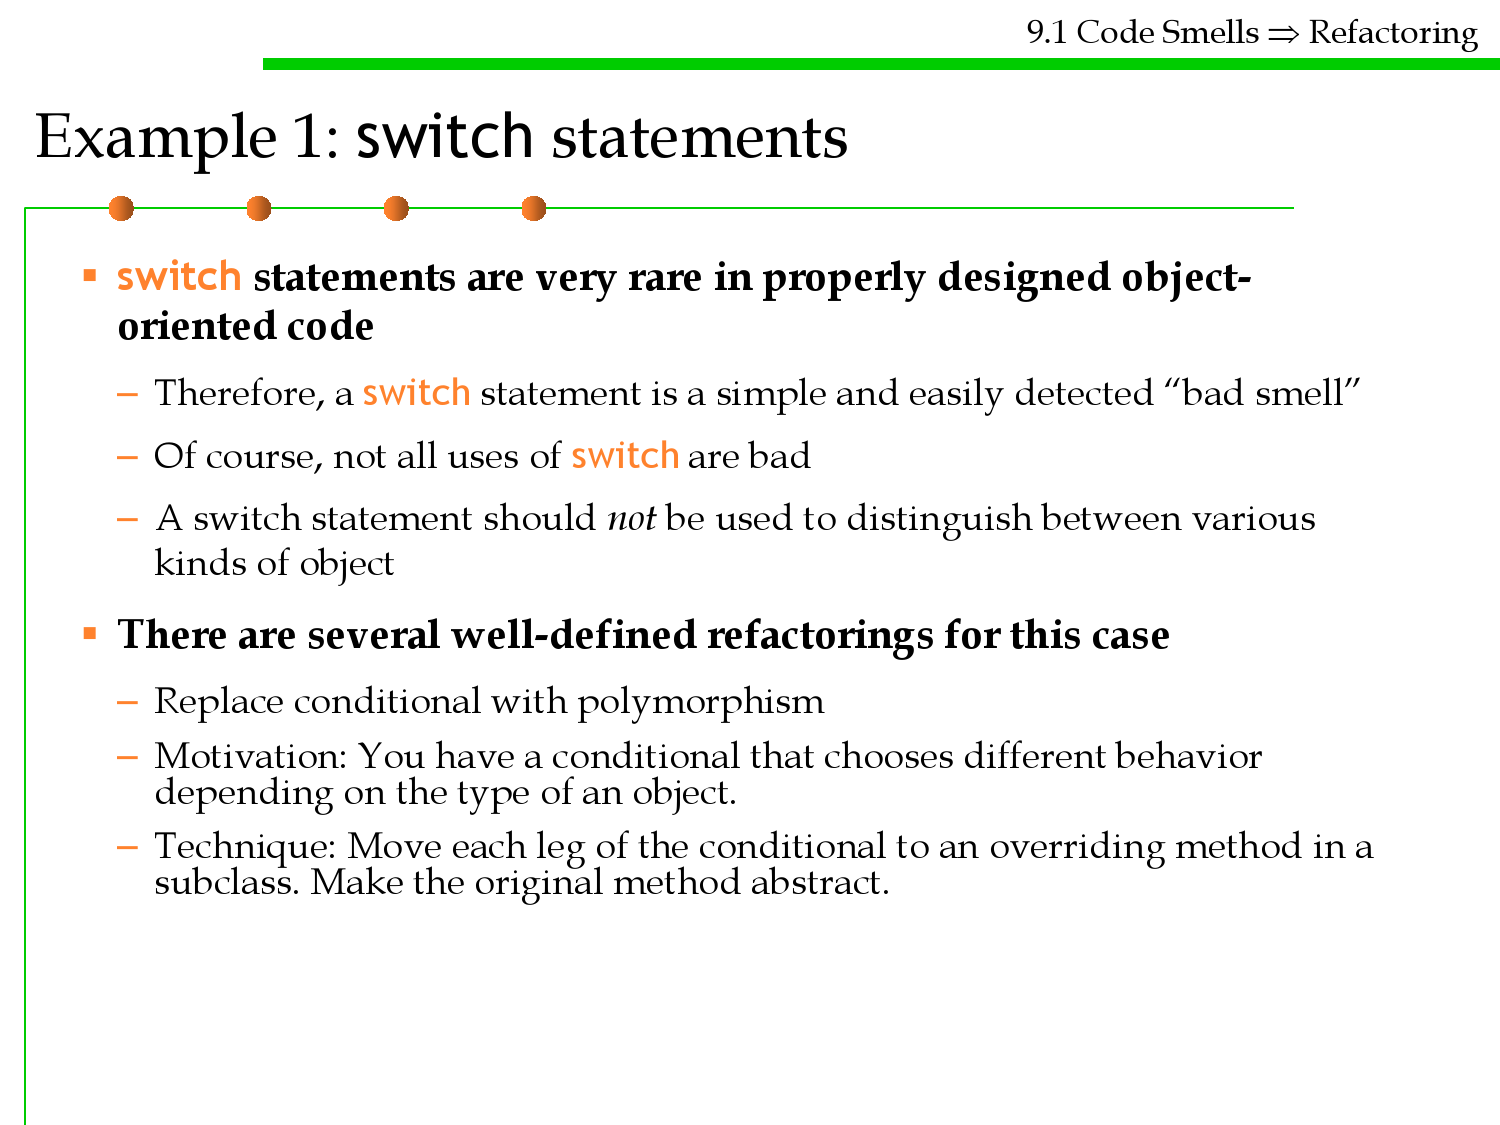 9.1 Code Smells ⇒ Refactoring
Example 1: switch statements
▪ switch statements are very rare in properly designed object-
oriented code
– Therefore, a switch statement is a simple and easily detected “bad smell”
– Of course, not all uses of switch are bad
– A switch statement should not be used to distinguish between various
kinds of object
▪ There are several well-defined refactorings for this case
– Replace conditional with polymorphism
– Motivation: You have a conditional that chooses different behavior
depending on the type of an object.
– Technique: Move each leg of the conditional to an overriding method in a
subclass. Make the original method abstract.